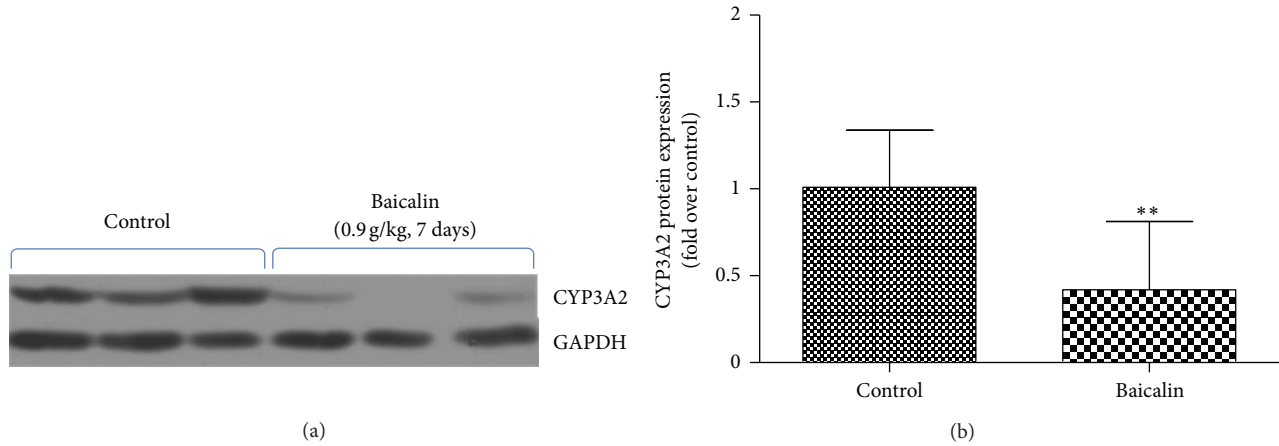 Control
Baicalin
(0.9 g/kg, 7 days)
CYP3A2
GAPDH
(a)
CYP3A2 protein expression
(fold over control)
2
1.5
1
0.5
0
**
Control
Baicalin
(b)